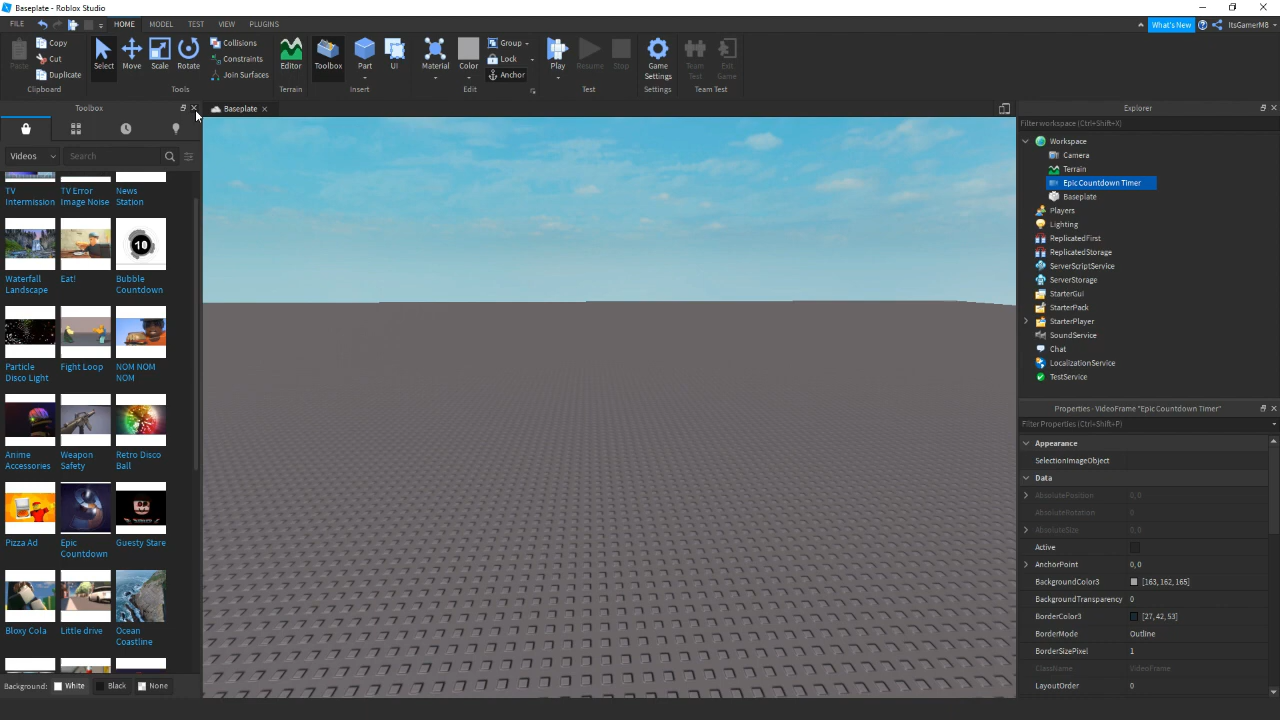 Baseplate - Roblox Studio
FILE HOME MODEL TEST VIEW PLUGINS What's New ItsGamerM8
Paste Copy Cut Duplicate Clipboard
Select Move Scale Rotate Collisions Constraints Join Surfaces Tools
Editor Terrain
Toolbox Part UI Insert
Material Color Group Lock Anchor Edit
Play Resume Stop Test
Game Settings Settings
Team Test Exit Game Team Test
Toolbox
Baseplate
Videos Search
TV Intermission
TV Error Image Noise
News Station
Waterfall Landscape
Eat!
10
Bubble Countdown
Particle Disco Light
Fight Loop
NOM NOM NOM
Anime Accessories
Weapon Safety
Retro Disco Ball
Pizza Ad
Epic Countdown
Guesty Stare
Bloxy Cola
Little drive
Ocean Coastline
Background: White Black None
Explorer
Filter workspace (Ctrl+Shift+X)
Workspace
Camera
Terrain
Epic Countdown Timer
Baseplate
Players
Lighting
ReplicatedFirst
ReplicatedStorage
ServerScriptService
ServerStorage
StarterGui
StarterPack
StarterPlayer
SoundService
Chat
LocalizationService
TestService
Properties - VideoFrame "Epic Countdown Timer"
Filter Properties (Ctrl+Shift+P)
Appearance
SelectionImageObject
Data
AbsolutePosition 0, 0
AbsoluteRotation 0
AbsoluteSize 0, 0
Active
AnchorPoint 0, 0
BackgroundColor3 [163, 162, 165]
BackgroundTransparency 0
BorderColor3 [27, 42, 53]
BorderMode Outline
BorderSizePixel 1
ClassName VideoFrame
LayoutOrder 0